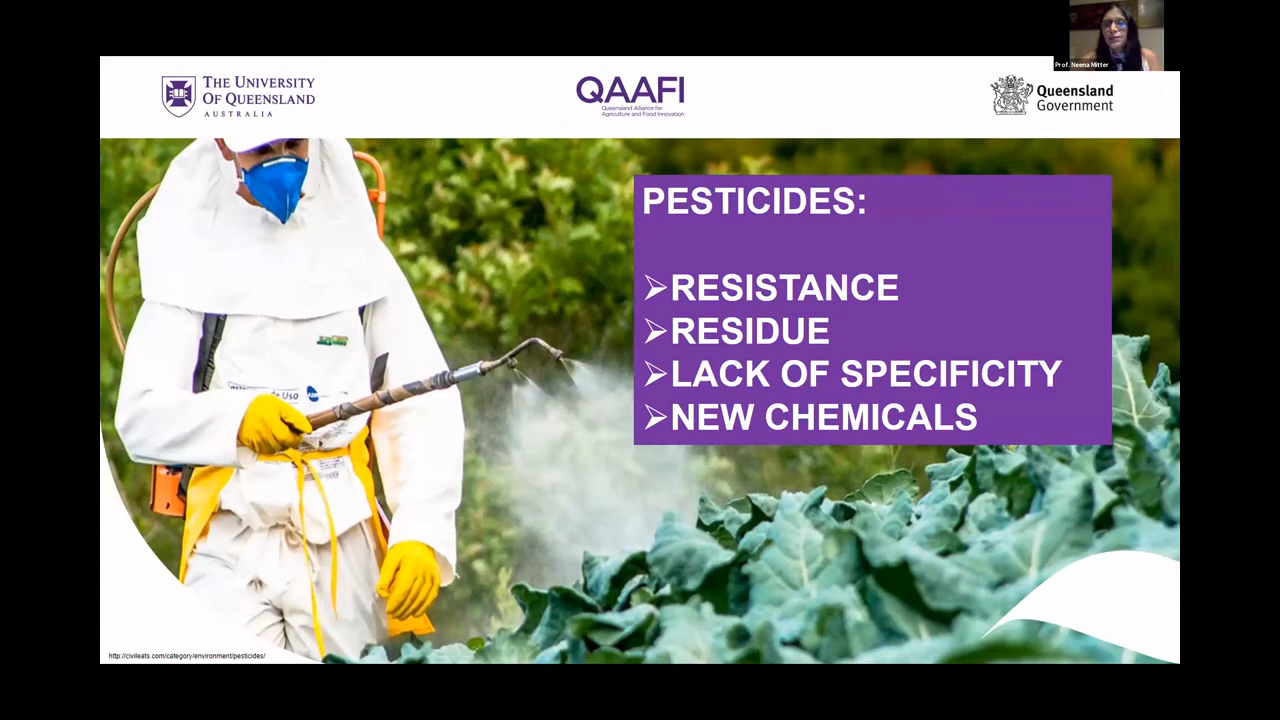 Prof. Neena Mitter
THE UNIVERSITY
OF QUEENSLAND
AUSTRALIA
QAAFI
Queensland Alliance for
Agriculture and Food Innovation
Queensland
Government
PESTICIDES:
➢RESISTANCE
➢RESIDUE
➢LACK OF SPECIFICITY
➢NEW CHEMICALS
http://civileats.com/category/environment/pesticides/